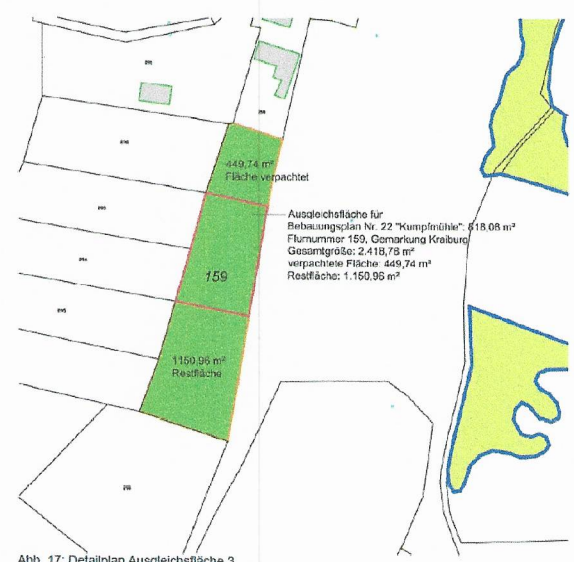 449,74 m²
Fläche verpachtet
Ausgleichsfläche für
Bebauungsplan Nr. 22 "Kumpfmühle": 818,08 m²
Flurnummer 159, Gemarkung Kraiburg
Gesamtgröße: 2.418,78 m²
verpachtete Fläche: 449,74 m²
Restfläche: 1.150,96 m²
159
1150,96 m²
Restfläche
Abb. 17: Detailplan Ausgleichsfläche 3